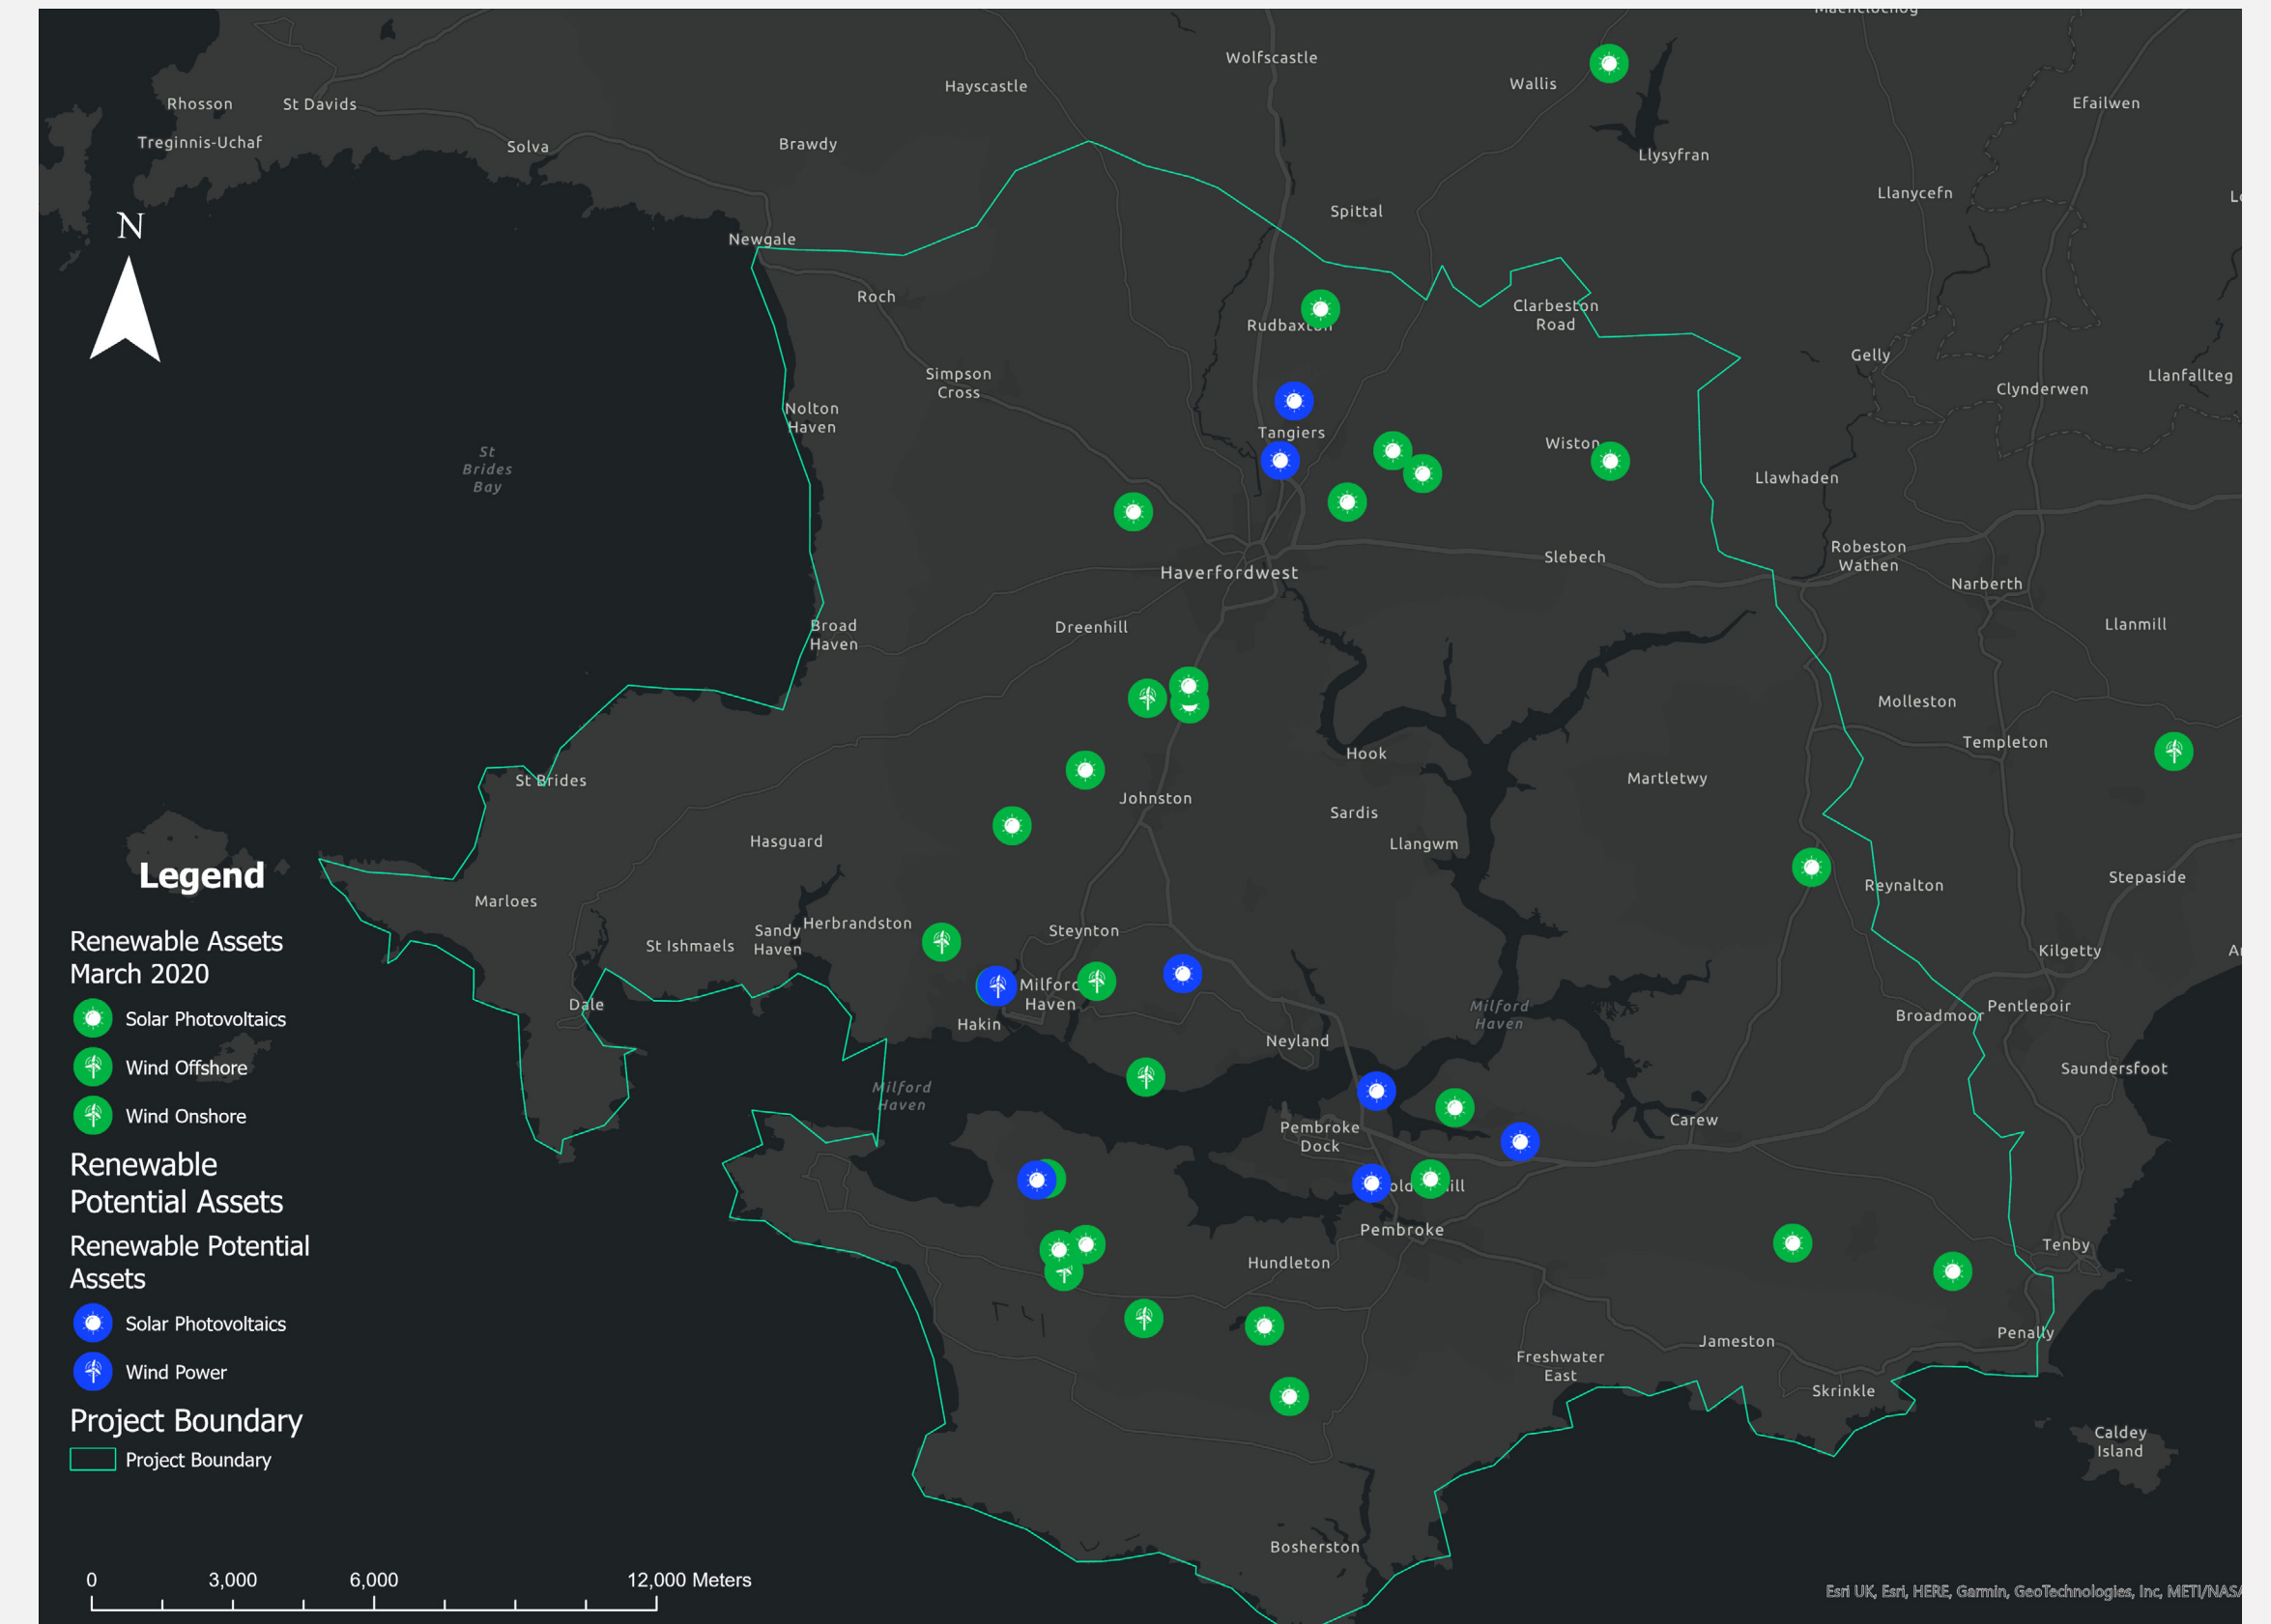 Wolfscastle
Hayscastle
Wallis
Rhosson
St Davids
Efailwen
Treginnis-Uchaf
Solva
Brawdy
Llysyfran
Llanycefn
N
Spittal
Newgale
Roch
Clarbeston
Road
Rudbaxton
Gelly
Simpson
Cross
Llanfallteg
Clynderwen
Nolton
Haven
Tangiers
Wiston
St
Brides
Bay
Llawhaden
Slebech
Robeston
Wathen
Haverfordwest
Narberth
Broad
Haven
Dreenhill
Llanmill
Molleston
Templeton
Hook
St Brides
Martletwy
Johnston
Sardis
Hasguard
Llangwm
Reynalton
Stepaside
Marloes
Herbrandston
Sandy
Haven
St Ishmaels
Steynton
Kilgetty
Milford
Haven
Dale
Hakin
Milford
Haven
Pentlepoir
Broadmoor
Neyland
Saundersfoot
Milford
Haven
Pembroke
Dock
Carew
Pembroke
Tenby
Hundleton
Penally
Jameston
Freshwater
East
Skrinkle
Caldey
Island
Bosherston
Legend
Renewable Assets
March 2020
Solar Photovoltaics
Wind Offshore
Wind Onshore
Renewable
Potential Assets
Renewable Potential
Assets
Solar Photovoltaics
Wind Power
Project Boundary
Project Boundary
0 3,000 6,000 12,000 Meters
Esri UK, Esri, HERE, Garmin, GeoTechnologies, Inc, METI/NASA